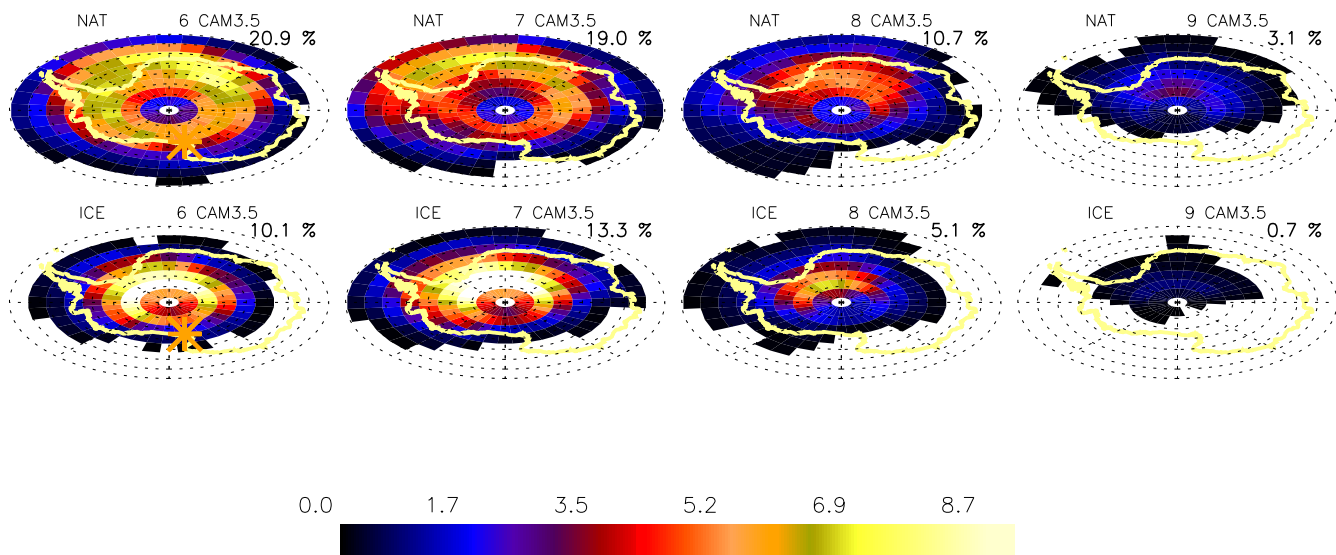 NAT 6 CAM3.5 NAT 7 CAM3.5 NAT 8 CAM3.5 NAT 9 CAM3.5
20.9 % 19.0 % 10.7 % 3.1 %
ICE 6 CAM3.5 ICE 7 CAM3.5 ICE 8 CAM3.5 ICE 9 CAM3.5
10.1 % 13.3 % 5.1 % 0.7 %
0.0 1.7 3.5 5.2 6.9 8.7